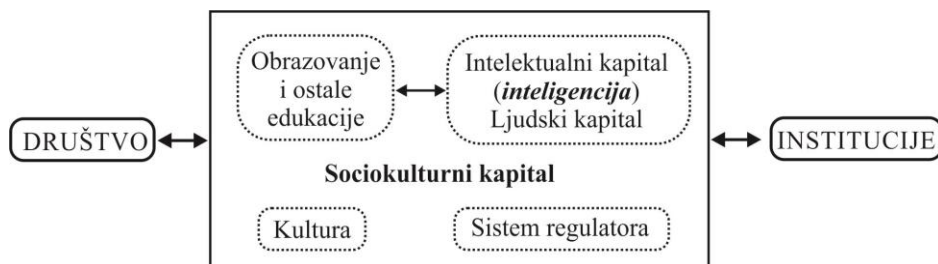 Obrazovanje
i ostale
edukacije
Intelektualni kapital
(inteligencija)
Ljudski kapital
DRUŠTVO
INSTITUCIJE
Sociokulturni kapital
Kultura
Sistem regulatora